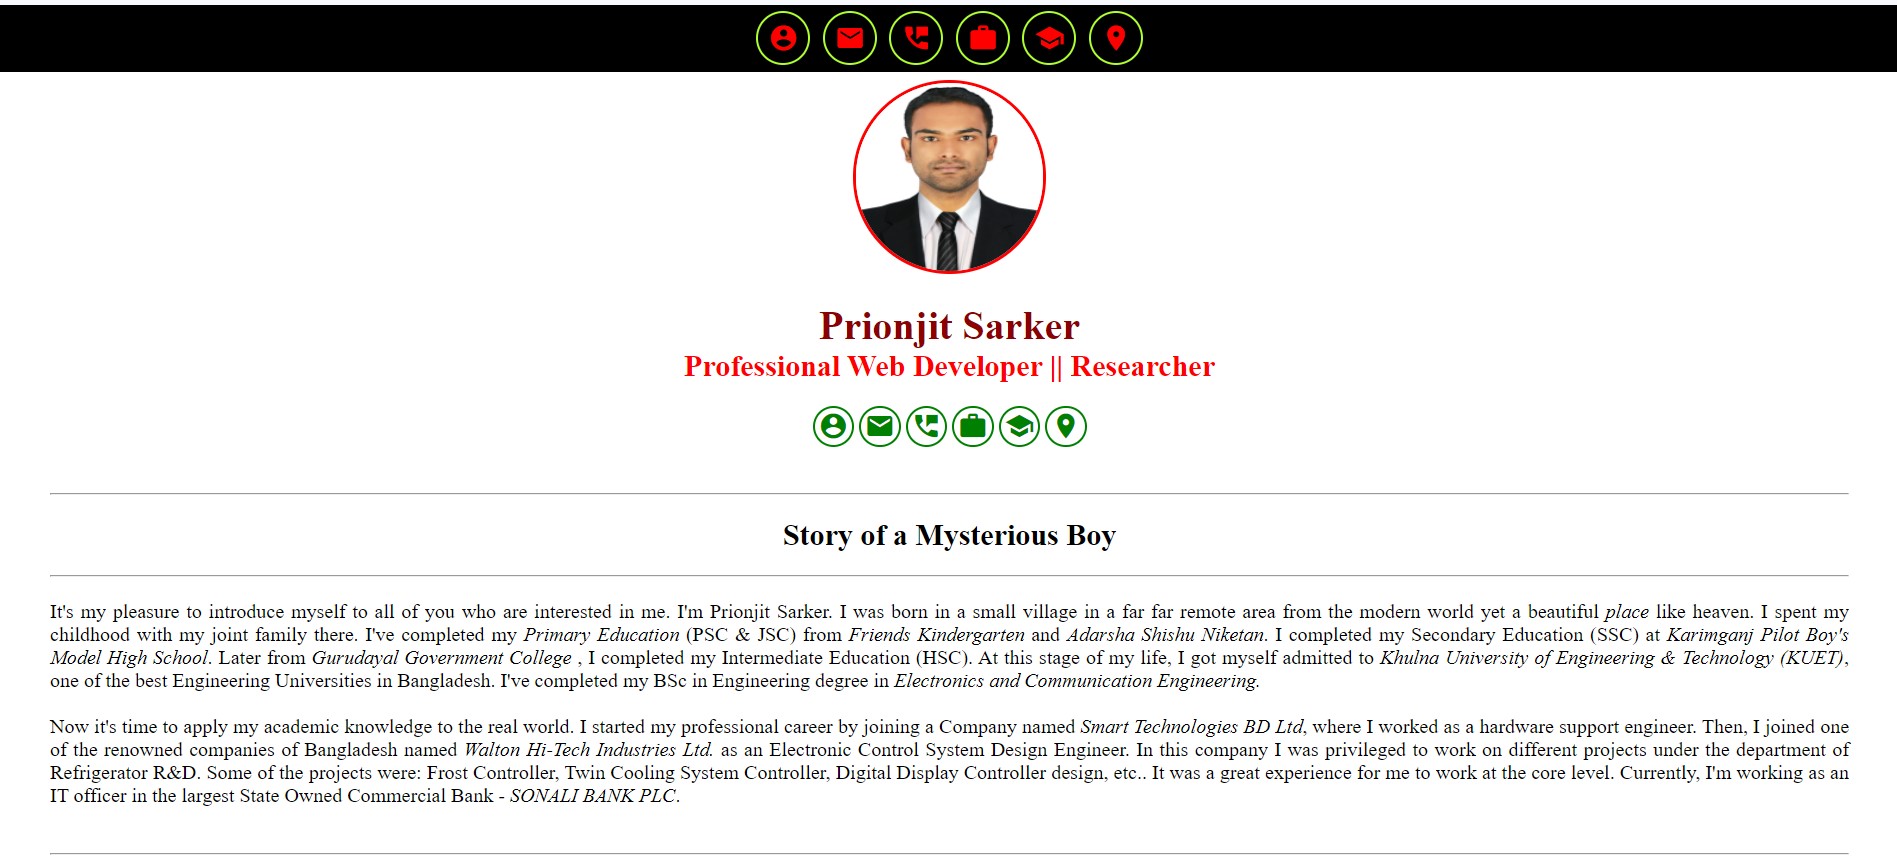 Prionjit Sarker
Professional Web Developer || Researcher
Story of a Mysterious Boy
It's my pleasure to introduce myself to all of you who are interested in me. I'm Prionjit Sarker. I was born in a small village in a far far remote area from the modern world yet a beautiful place like heaven. I spent my
childhood with my joint family there. I've completed my Primary Education (PSC & JSC) from Friends Kindergarten and Adarsha Shishu Niketan. I completed my Secondary Education (SSC) at Karimganj Pilot Boy's
Model High School. Later from Gurudayal Government College , I completed my Intermediate Education (HSC). At this stage of my life, I got myself admitted to Khulna University of Engineering & Technology (KUET),
one of the best Engineering Universities in Bangladesh. I've completed my BSc in Engineering degree in Electronics and Communication Engineering.
Now it's time to apply my academic knowledge to the real world. I started my professional career by joining a Company named Smart Technologies BD Ltd, where I worked as a hardware support engineer. Then, I joined one
of the renowned companies of Bangladesh named Walton Hi-Tech Industries Ltd. as an Electronic Control System Design Engineer. In this company I was privileged to work on different projects under the department of
Refrigerator R&D. Some of the projects were: Frost Controller, Twin Cooling System Controller, Digital Display Controller design, etc.. It was a great experience for me to work at the core level. Currently, I'm working as an
IT officer in the largest State Owned Commercial Bank - SONALI BANK PLC.